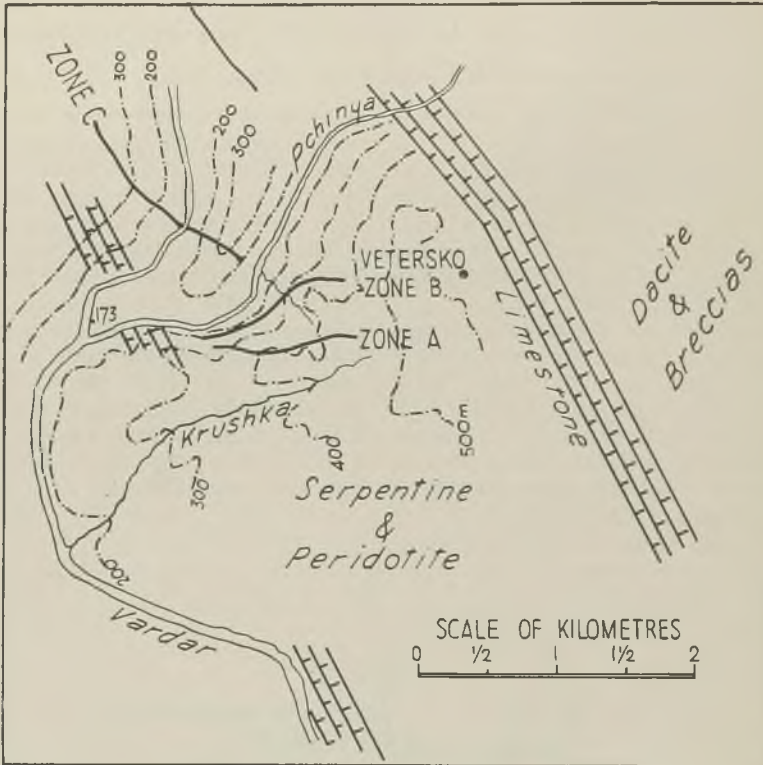 ZONE C
300
200
200
300
Pchinya
VETERSKO
ZONE B
ZONE A
173
Limestone
Dacite
&
Breccias
Krushka
300
400
500m
Serpentine
&
Peridotite
200
Vardar
SCALE OF KILOMETRES
0 1/2 1 1½ 2